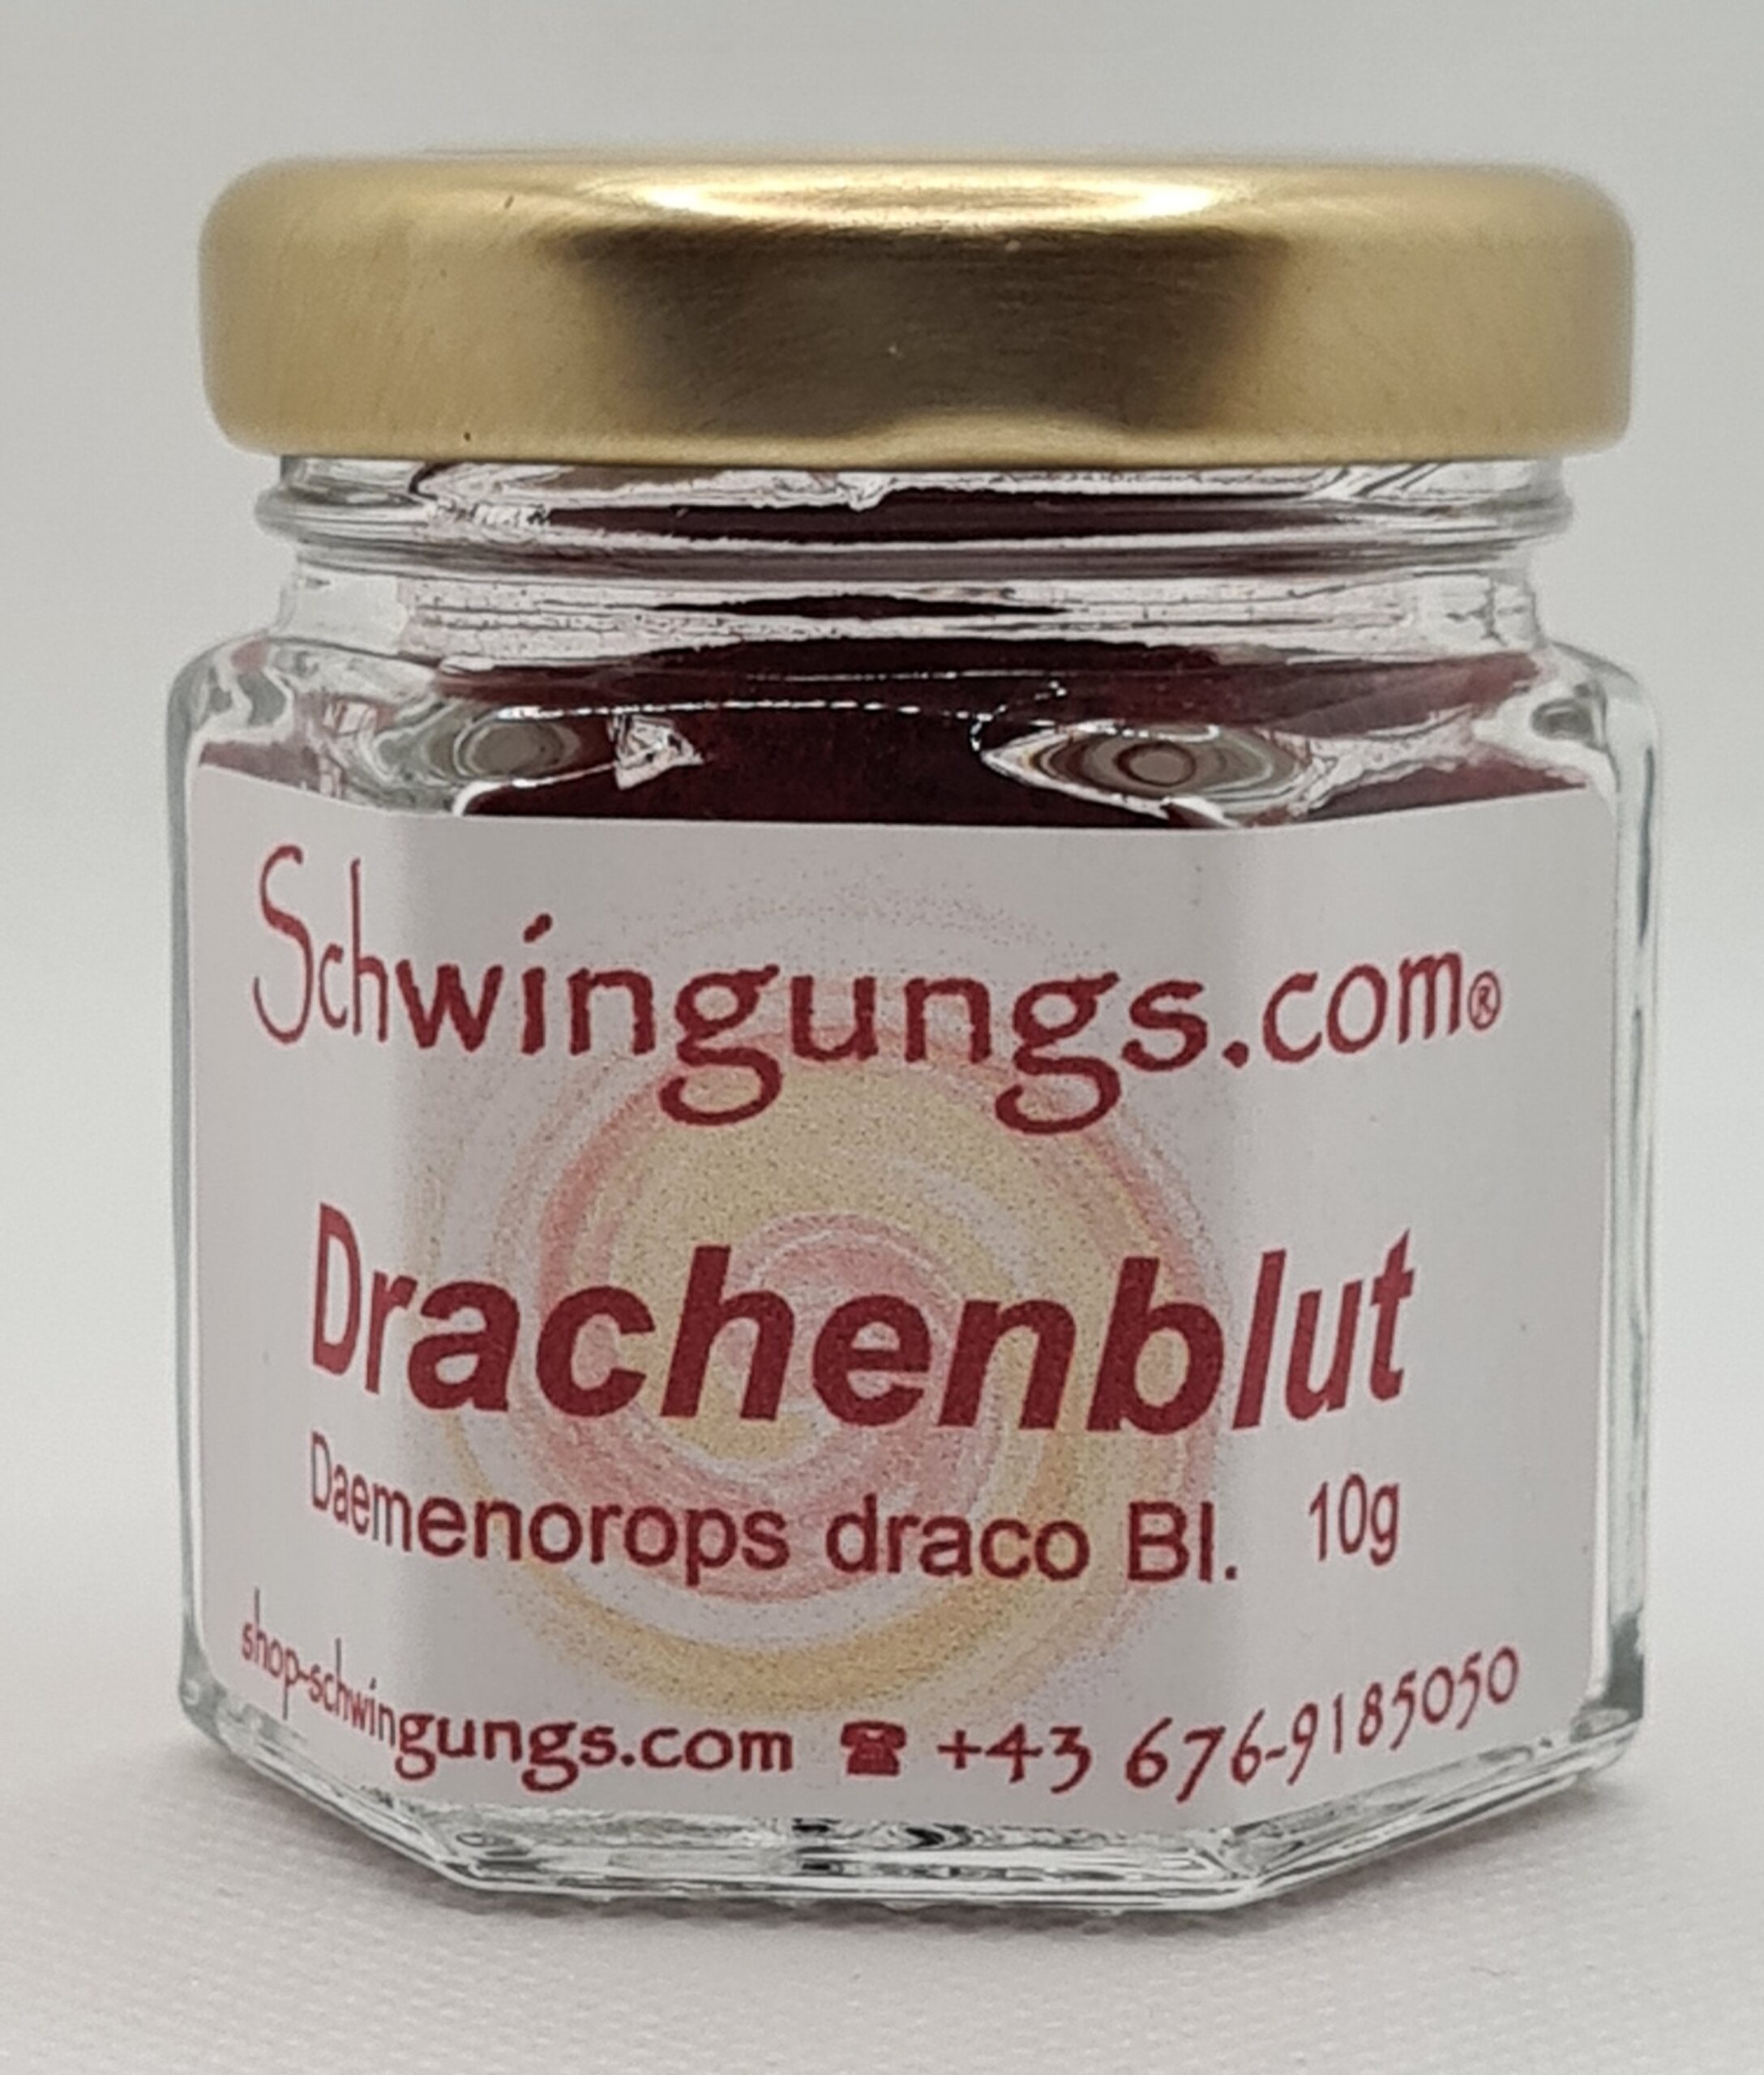 Schwingungs.com®
Drachenblut
Daemenorops draco Bl. 10g
shop-schwingungs.com ☎ +43 676-9185050